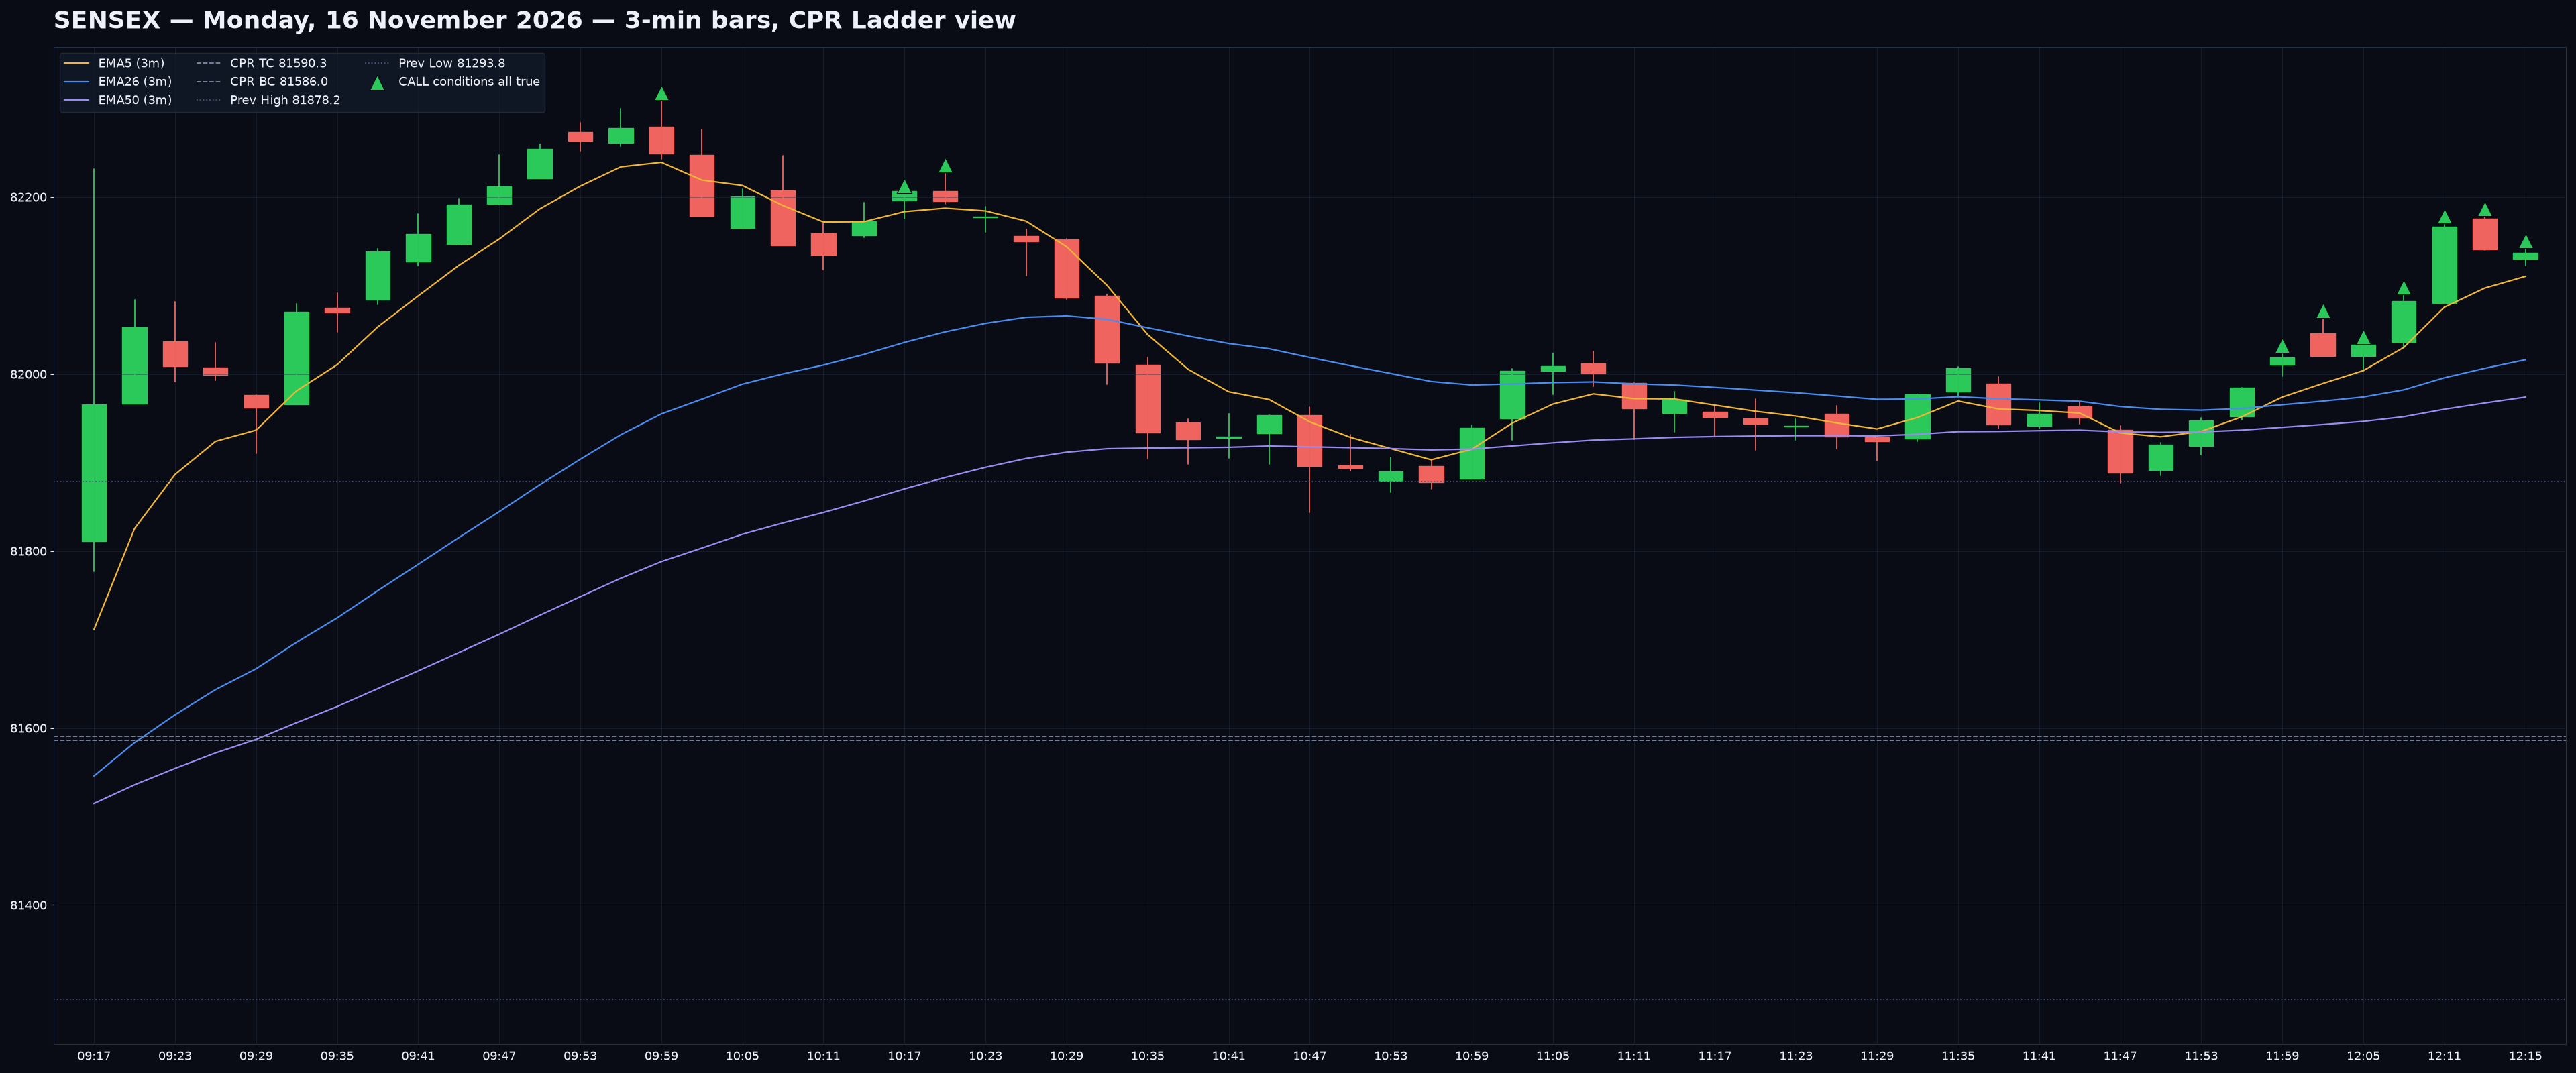 SENSEX — Monday, 16 November 2026 — 3-min bars, CPR Ladder view
EMA5 (3m)
EMA26 (3m)
EMA50 (3m)
CPR TC 81590.3
CPR BC 81586.0
Prev High 81878.2
Prev Low 81293.8
CALL conditions all true
82200
82000
81800
81600
81400
09:17 09:23 09:29 09:35 09:41 09:47 09:53 09:59 10:05 10:11 10:17 10:23 10:29 10:35 10:41 10:47 10:53 10:59 11:05 11:11 11:17 11:23 11:29 11:35 11:41 11:47 11:53 11:59 12:05 12:11 12:15